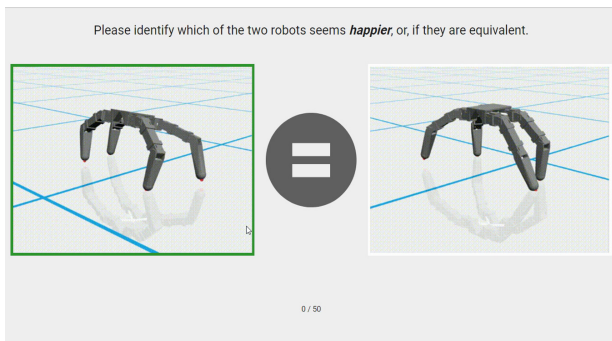 Please identify which of the two robots seems happier, or, if they are equivalent.
0 / 50